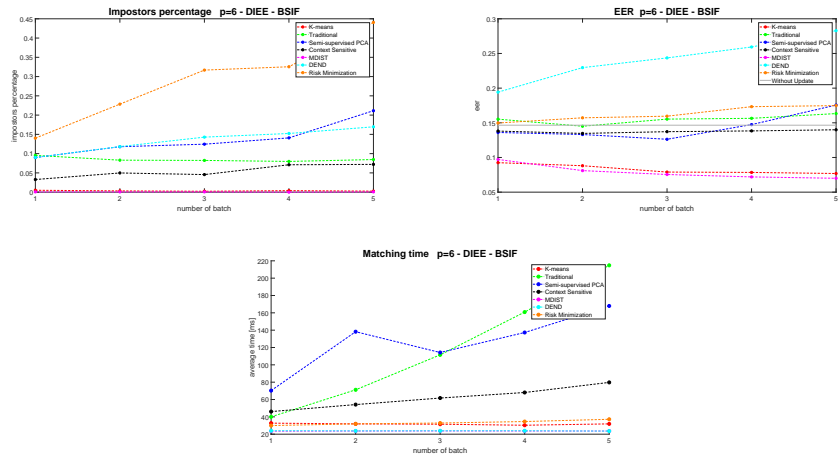 Impostors percentage p=6 - DIEE - BSIF
0.45
0.4
0.35
0.3
0.25
0.2
0.15
0.1
0.05
0
impostors percentage
1 2 3 4 5
number of batch
K-means
Traditional
Semi-supervised PCA
Context Sensitive
MDIST
DEND
Risk Minimization
EER p=6 - DIEE - BSIF
0.3
0.25
0.2
0.15
0.1
0.05
eer
1 2 3 4 5
number of batch
K-means
Traditional
Semi-supervised PCA
Context Sensitive
MDIST
DEND
Risk Minimization
Without Update
Matching time p=6 - DIEE - BSIF
220
200
180
160
140
120
100
80
60
40
20
average time [ms]
1 2 3 4 5
number of batch
K-means
Traditional
Semi-supervised PCA
Context Sensitive
MDIST
DEND
Risk Minimization